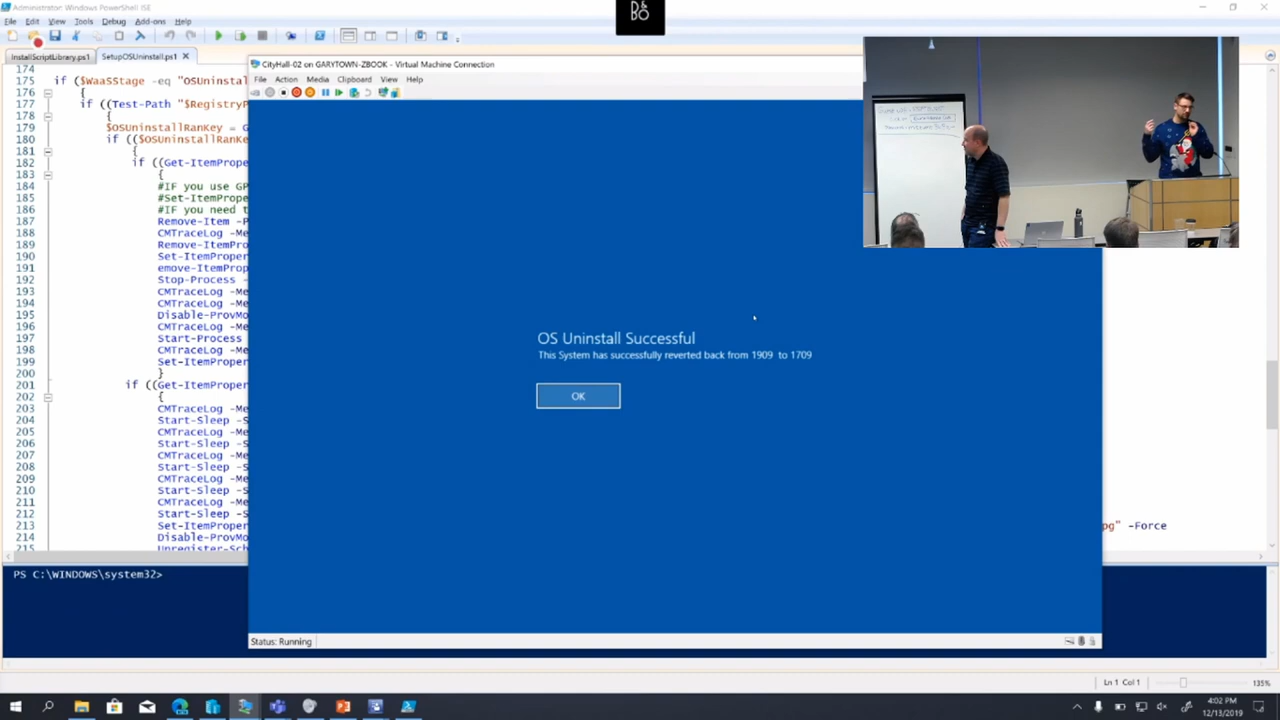 Administrator: Windows PowerShell ISE
B&O
File Edit View Tools Debug Add-ons Help
InstallScriptLibrary.ps1 SetupOSUninstall.ps1
CityHall-02 on GARYTOWN-ZBOOK - Virtual Machine Connection
File Action Media Clipboard View Help
174
175 if ($WaaSStage -eq "OSUninstal
176 {
177 if ((Test-Path "$RegistryP
178 {
179 $OSUninstallRanKey = G
180 if (($OSUninstallRanKe
181 {
182 if ((Get-ItemProper
183 {
184 #IF you use GP
185 #Set-ItemProper
186 #IF you need t
187 Remove-Item -P
188 CMTraceLog -Me
189 Remove-ItemPro
190 Set-ItemProper
191 emove-ItemProp
192 Stop-Process -
193 CMTraceLog -Me
194 CMTraceLog -Me
195 Disable-ProvMo
196 CMTraceLog -Me
197 Start-Process
198 CMTraceLog -Me
199 Set-ItemProper
200 }
201 if ((Get-ItemProper
202 {
203 CMTraceLog -Me
204 Start-Sleep -S
205 CMTraceLog -Me
206 Start-Sleep -S
207 CMTraceLog -Me
208 Start-Sleep -S
209 CMTraceLog -Me
210 Start-Sleep -S
211 CMTraceLog -Me
212 Start-Sleep -S
213 Set-ItemProper pg" -Force
214 Disable-ProvMo
215 Unregister-Sch
OS Uninstall Successful
This System has successfully reverted back from 1909 to 1709
OK
PS C:\WINDOWS\system32>
Status: Running
Ln 1 Col 1 135%
4:02 PM
12/13/2019